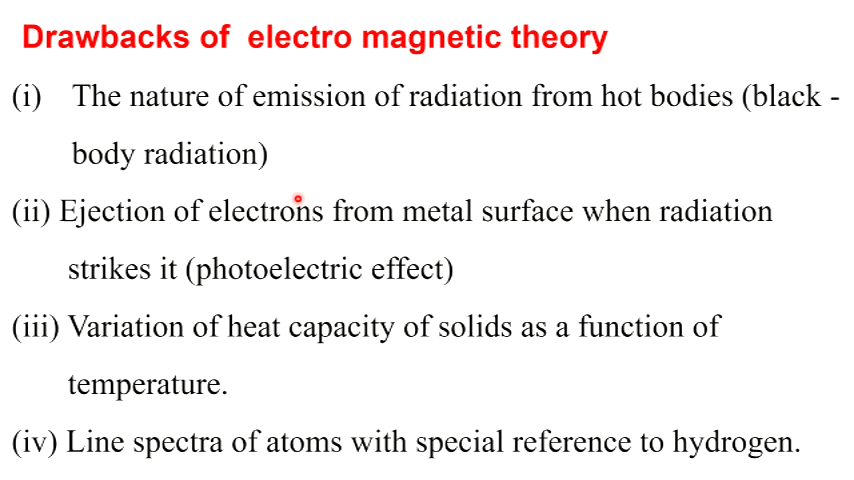 Drawbacks of electro magnetic theory
(i) The nature of emission of radiation from hot bodies (black -
body radiation)
(ii) Ejection of electrons from metal surface when radiation
strikes it (photoelectric effect)
(iii) Variation of heat capacity of solids as a function of
temperature.
(iv) Line spectra of atoms with special reference to hydrogen.